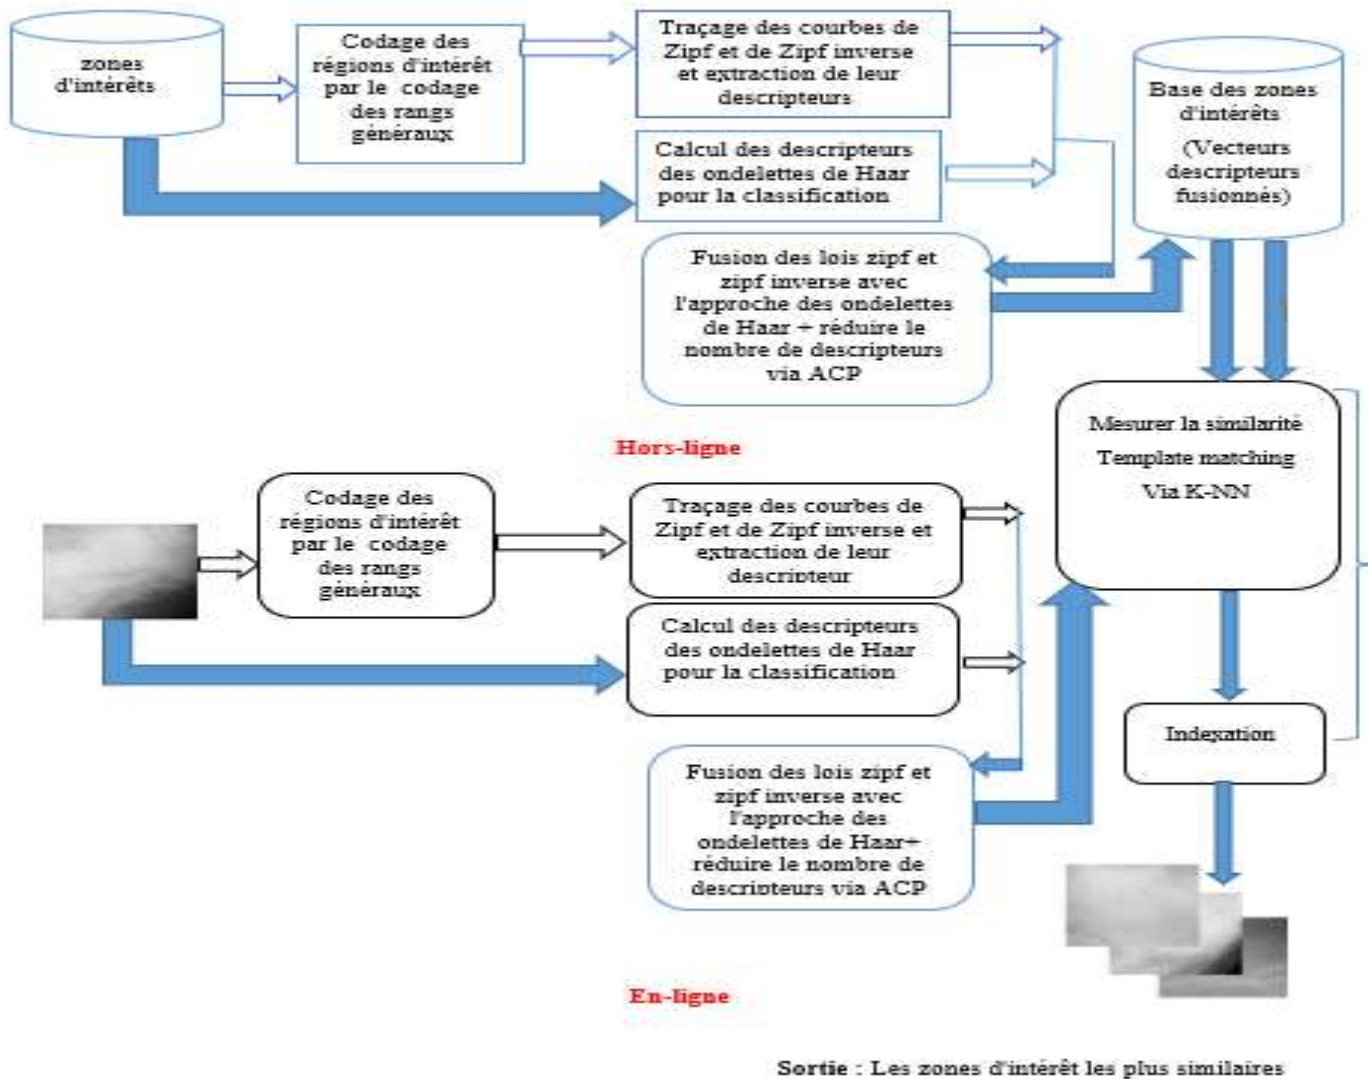 zones
d'intérêts
Codage des
régions d'intérêt
par le codage
des rangs
généraux
Traçage des courbes de
Zipf et de Zipf inverse
et extraction de leur
descripteurs
Calcul des descripteurs
des ondelettes de Haar
pour la classification
Fusion des lois zipf et
zipf inverse avec
l'approche des ondelettes
de Haar + réduire le
nombre de descripteurs
via ACP
Base des zones
d'intérêts
(Vecteurs
descripteurs
fusionnés)
Hors-ligne
Codage des
régions d'intérêt
par le codage
des rangs
généraux
Traçage des courbes de
Zipf et de Zipf inverse et
extraction de leur
descripteur
Calcul des descripteurs
des ondelettes de Haar
pour la classification
Fusion des lois zipf et
zipf inverse avec
l'approche des
ondelettes de Haar+
réduire le nombre de
descripteurs via ACP
Mesurer la similarité
Template matching
Via K-NN
Indexation
En-ligne
Sortie : Les zones d'intérêt les plus similaires